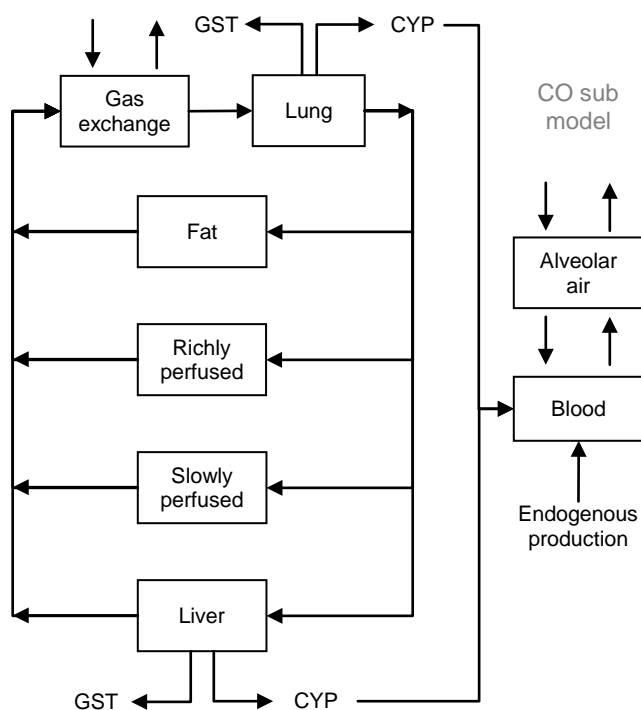 GST
CYP
Gas
exchange
Lung
CO sub
model
Fat
Alveolar
air
Richly
perfused
Blood
Slowly
perfused
Endogenous
production
Liver
GST
CYP